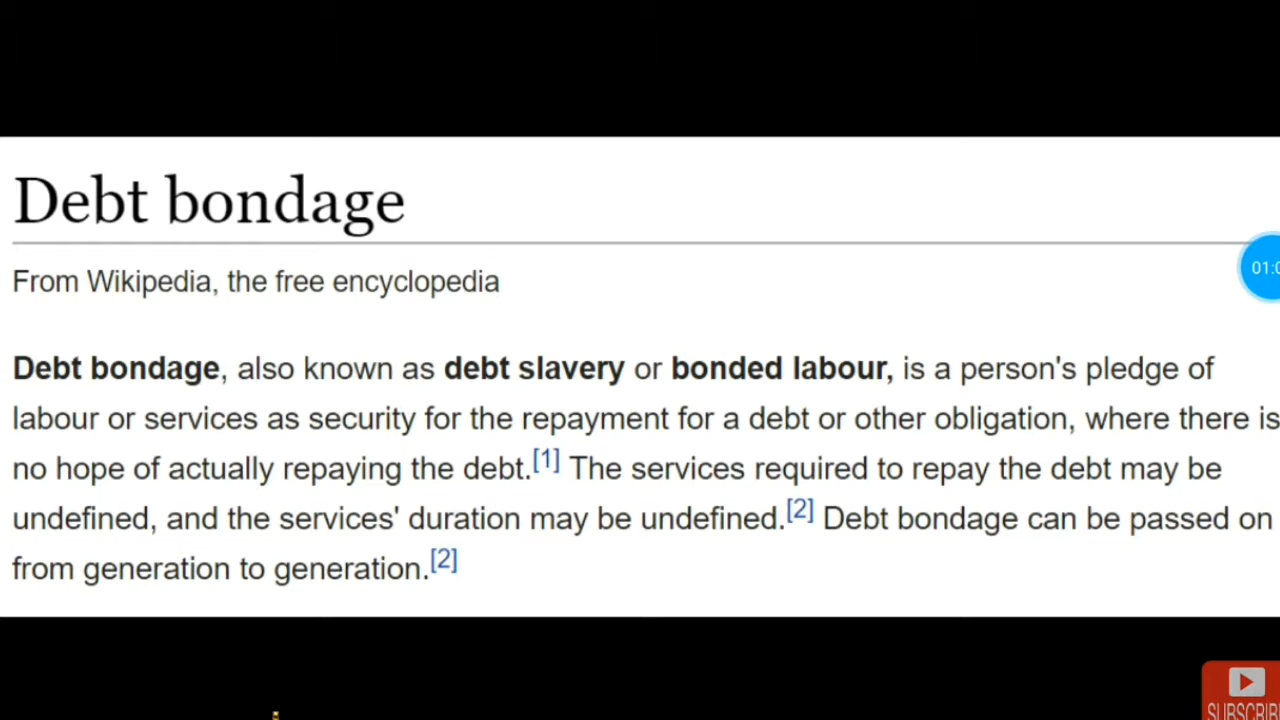 Debt bondage
From Wikipedia, the free encyclopedia
01:0
Debt bondage, also known as debt slavery or bonded labour, is a person's pledge of
labour or services as security for the repayment for a debt or other obligation, where there is
no hope of actually repaying the debt.[1] The services required to repay the debt may be
undefined, and the services' duration may be undefined.[2] Debt bondage can be passed on
from generation to generation.[2]
SUBSCRIB